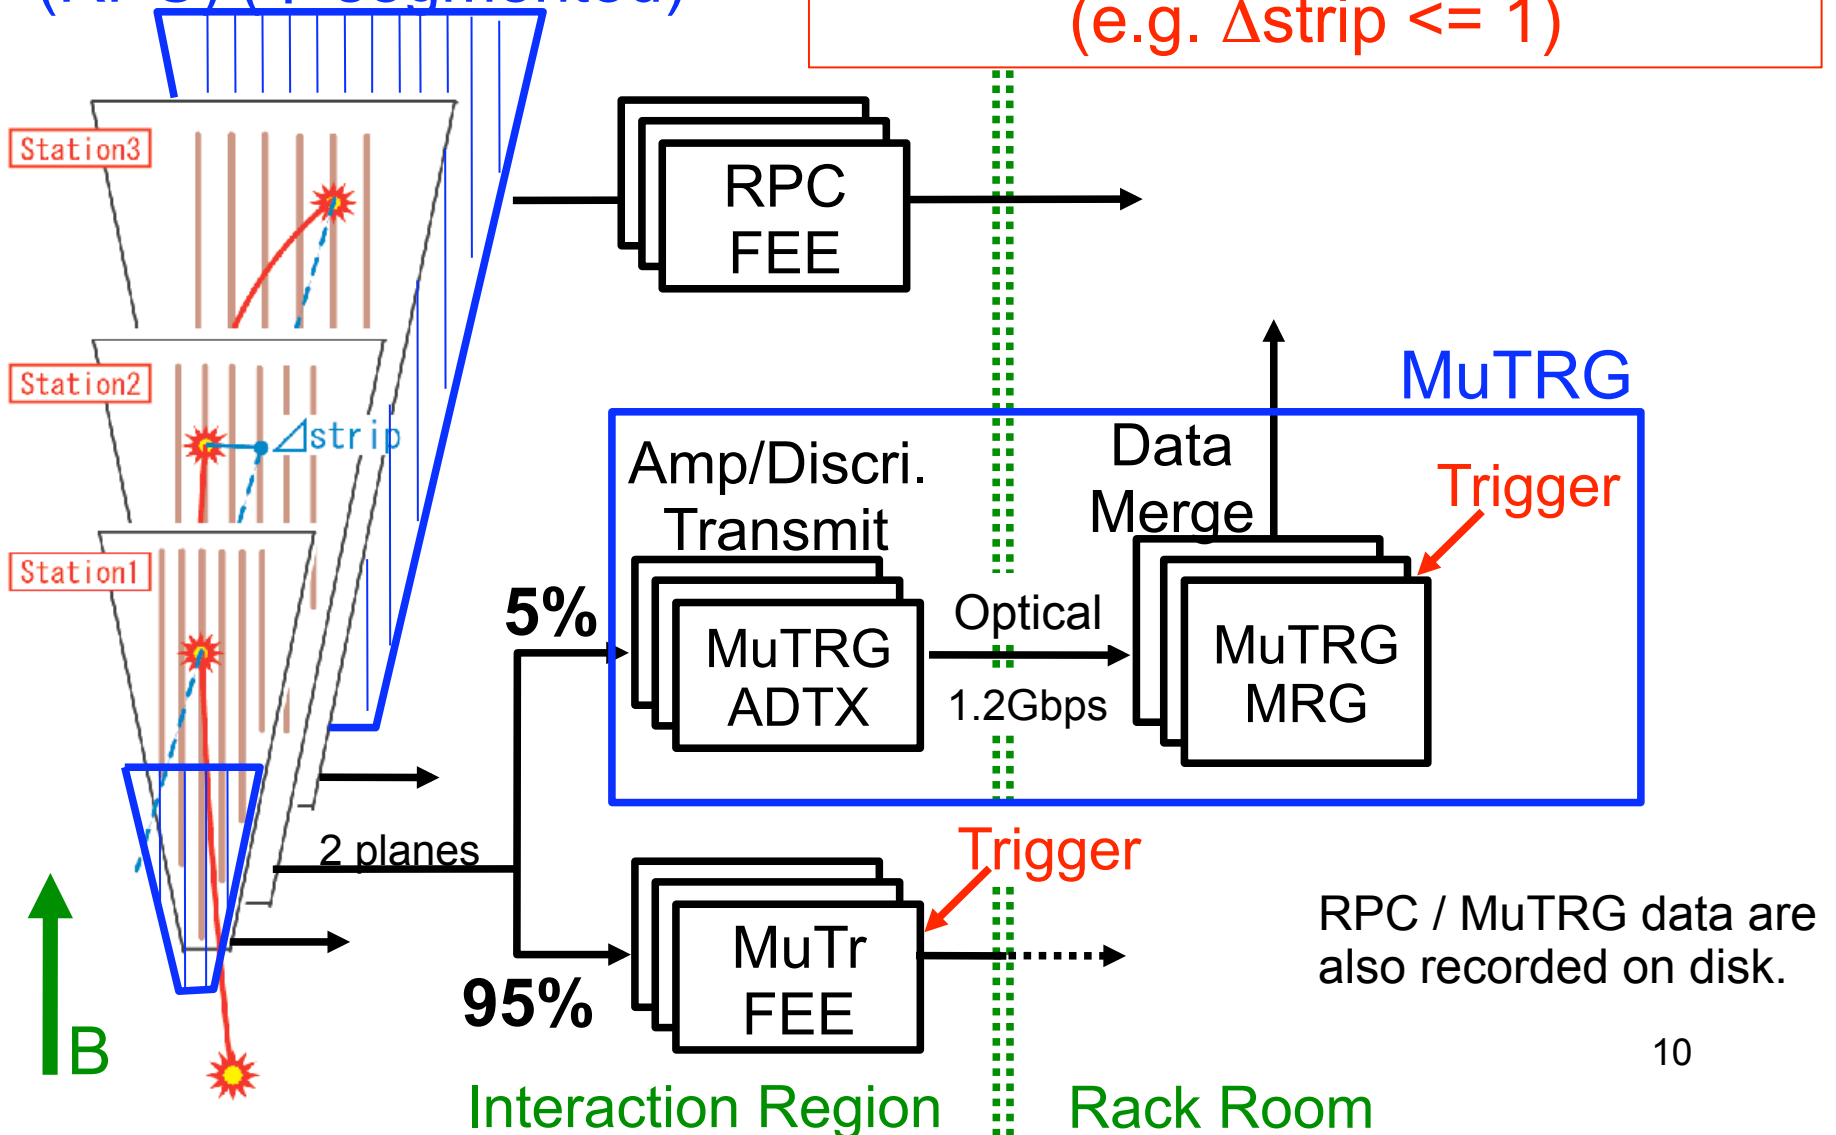 (e.g. Δstrip <= 1)
Station3
RPC
FEE
Station2
Δstrip
MuTRG
Amp/Discri.
Transmit
Data
Merge
Trigger
Station1
5%
MuTRG
ADTX
Optical
1.2Gbps
MuTRG
MRG
2 planes
Trigger
95%
MuTr
FEE
RPC / MuTRG data are
also recorded on disk.
B
10
Interaction Region
Rack Room